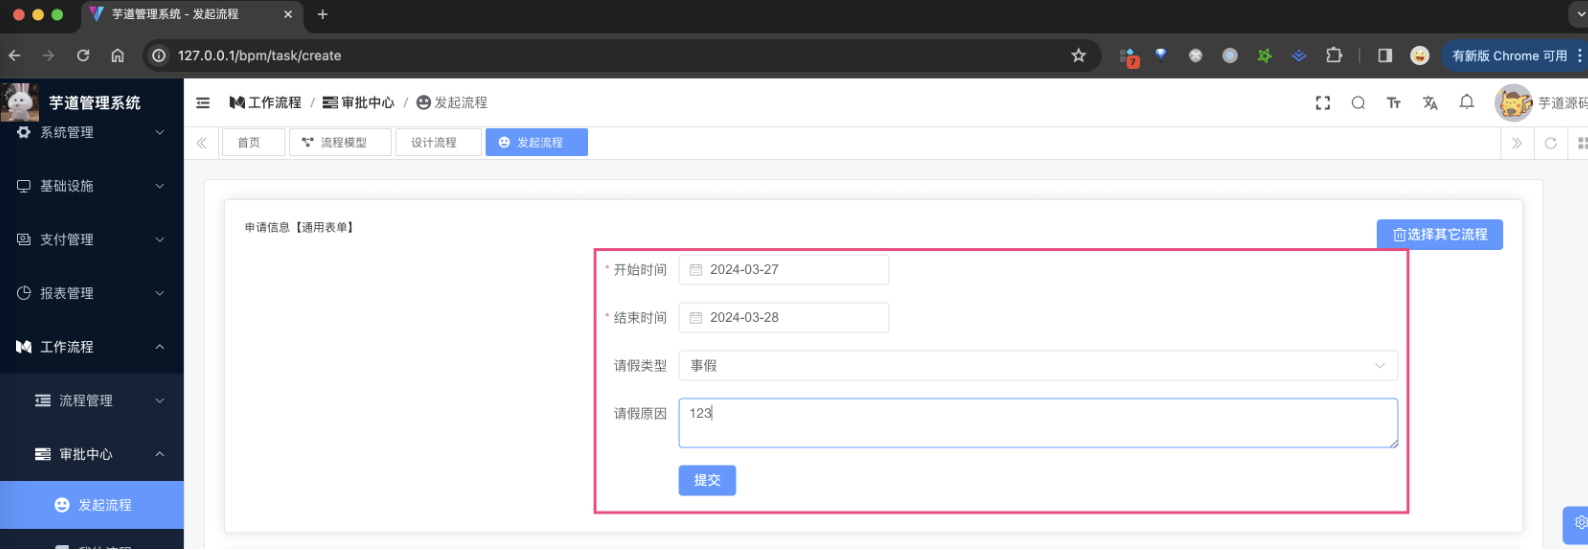 芋道管理系统 - 发起流程
127.0.0.1/bpm/task/create
7
有新版 Chrome 可用
芋道管理系统
工作流程 / 审批中心 / 发起流程
芋道源码
首页
流程模型
设计流程
发起流程
系统管理
基础设施
支付管理
报表管理
工作流程
流程管理
审批中心
发起流程
我的流程
申请信息【通用表单】
选择其它流程
* 开始时间 2024-03-27
* 结束时间 2024-03-28
请假类型 事假
请假原因 123
提交